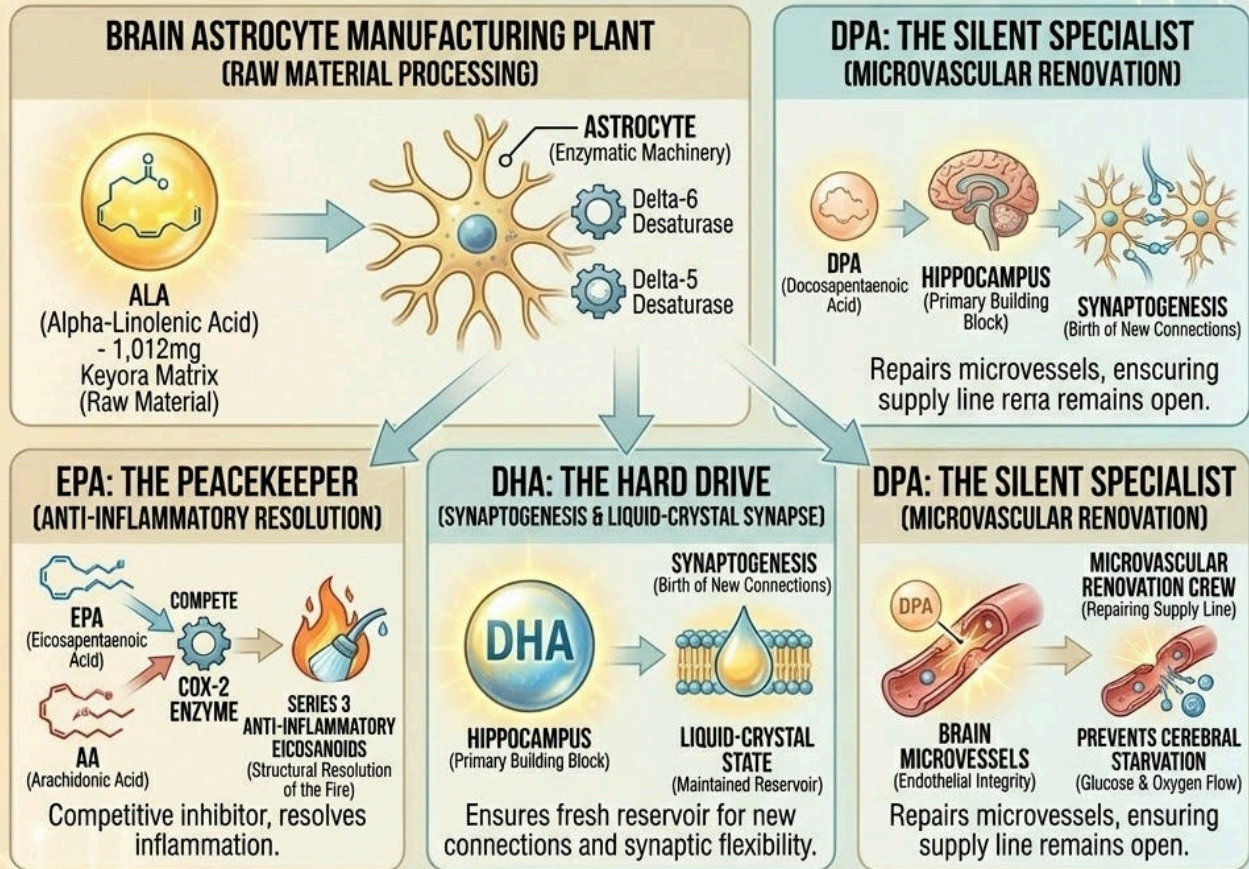 BRAIN ASTROCYTE MANUFACTURING PLANT
(RAW MATERIAL PROCESSING)
ALA
(Alpha-Linolenic Acid)
- 1,012mg
Keyora Matrix
(Raw Material)
ASTROCYTE
(Enzymatic Machinery)
Delta-6
Desaturase
Delta-5
Desaturase
DPA: THE SILENT SPECIALIST
(MICROVASCULAR RENOVATION)
DPA
(Docosapentaenoic
Acid)
HIPPOCAMPUS
(Primary Building
Block)
SYNAPTOGENESIS
(Birth of New Connections)
Repairs microvessels, enscuring
supply line rerra remains open.
EPA: THE PEACEKEEPER
(ANTI-INFLAMMATORY RESOLUTION)
EPA
(Eicosapentaenoic
Acid)
AA
(Arachidonic Acid)
COMPETE
COX-2
ENZYME
SERIES 3
ANTI-INFLAMMATORY
EICOSANOIDS
(Structural Resolution
of the Fire)
Competitive inhibitor, resolves
inflammation.
DHA: THE HARD DRIVE
(SYNAPTOGENESIS & LIQUID-CRYSTAL SYNAPSE)
DHA
HIPPOCAMPUS
(Primary Building Block)
SYNAPTOGENESIS
(Birth of New Connections)
LIQUID-CRYSTAL
STATE
(Maintained Reservoir)
Ensures fresh reservoir for new
connections and synaptic flexibility.
DPA: THE SILENT SPECIALIST
(MICROVASCULAR RENOVATION)
DPA
BRAIN
MICROVESSELS
(Endothelial Integrity)
MICROVASCULAR
RENOVATION CREW
(Repairing Supply Line)
PREVENTS CEREBRAL
STARVATION
(Glucose & Oxygen Flow)
Repairs microvessels, ensuring
supply line remains open.